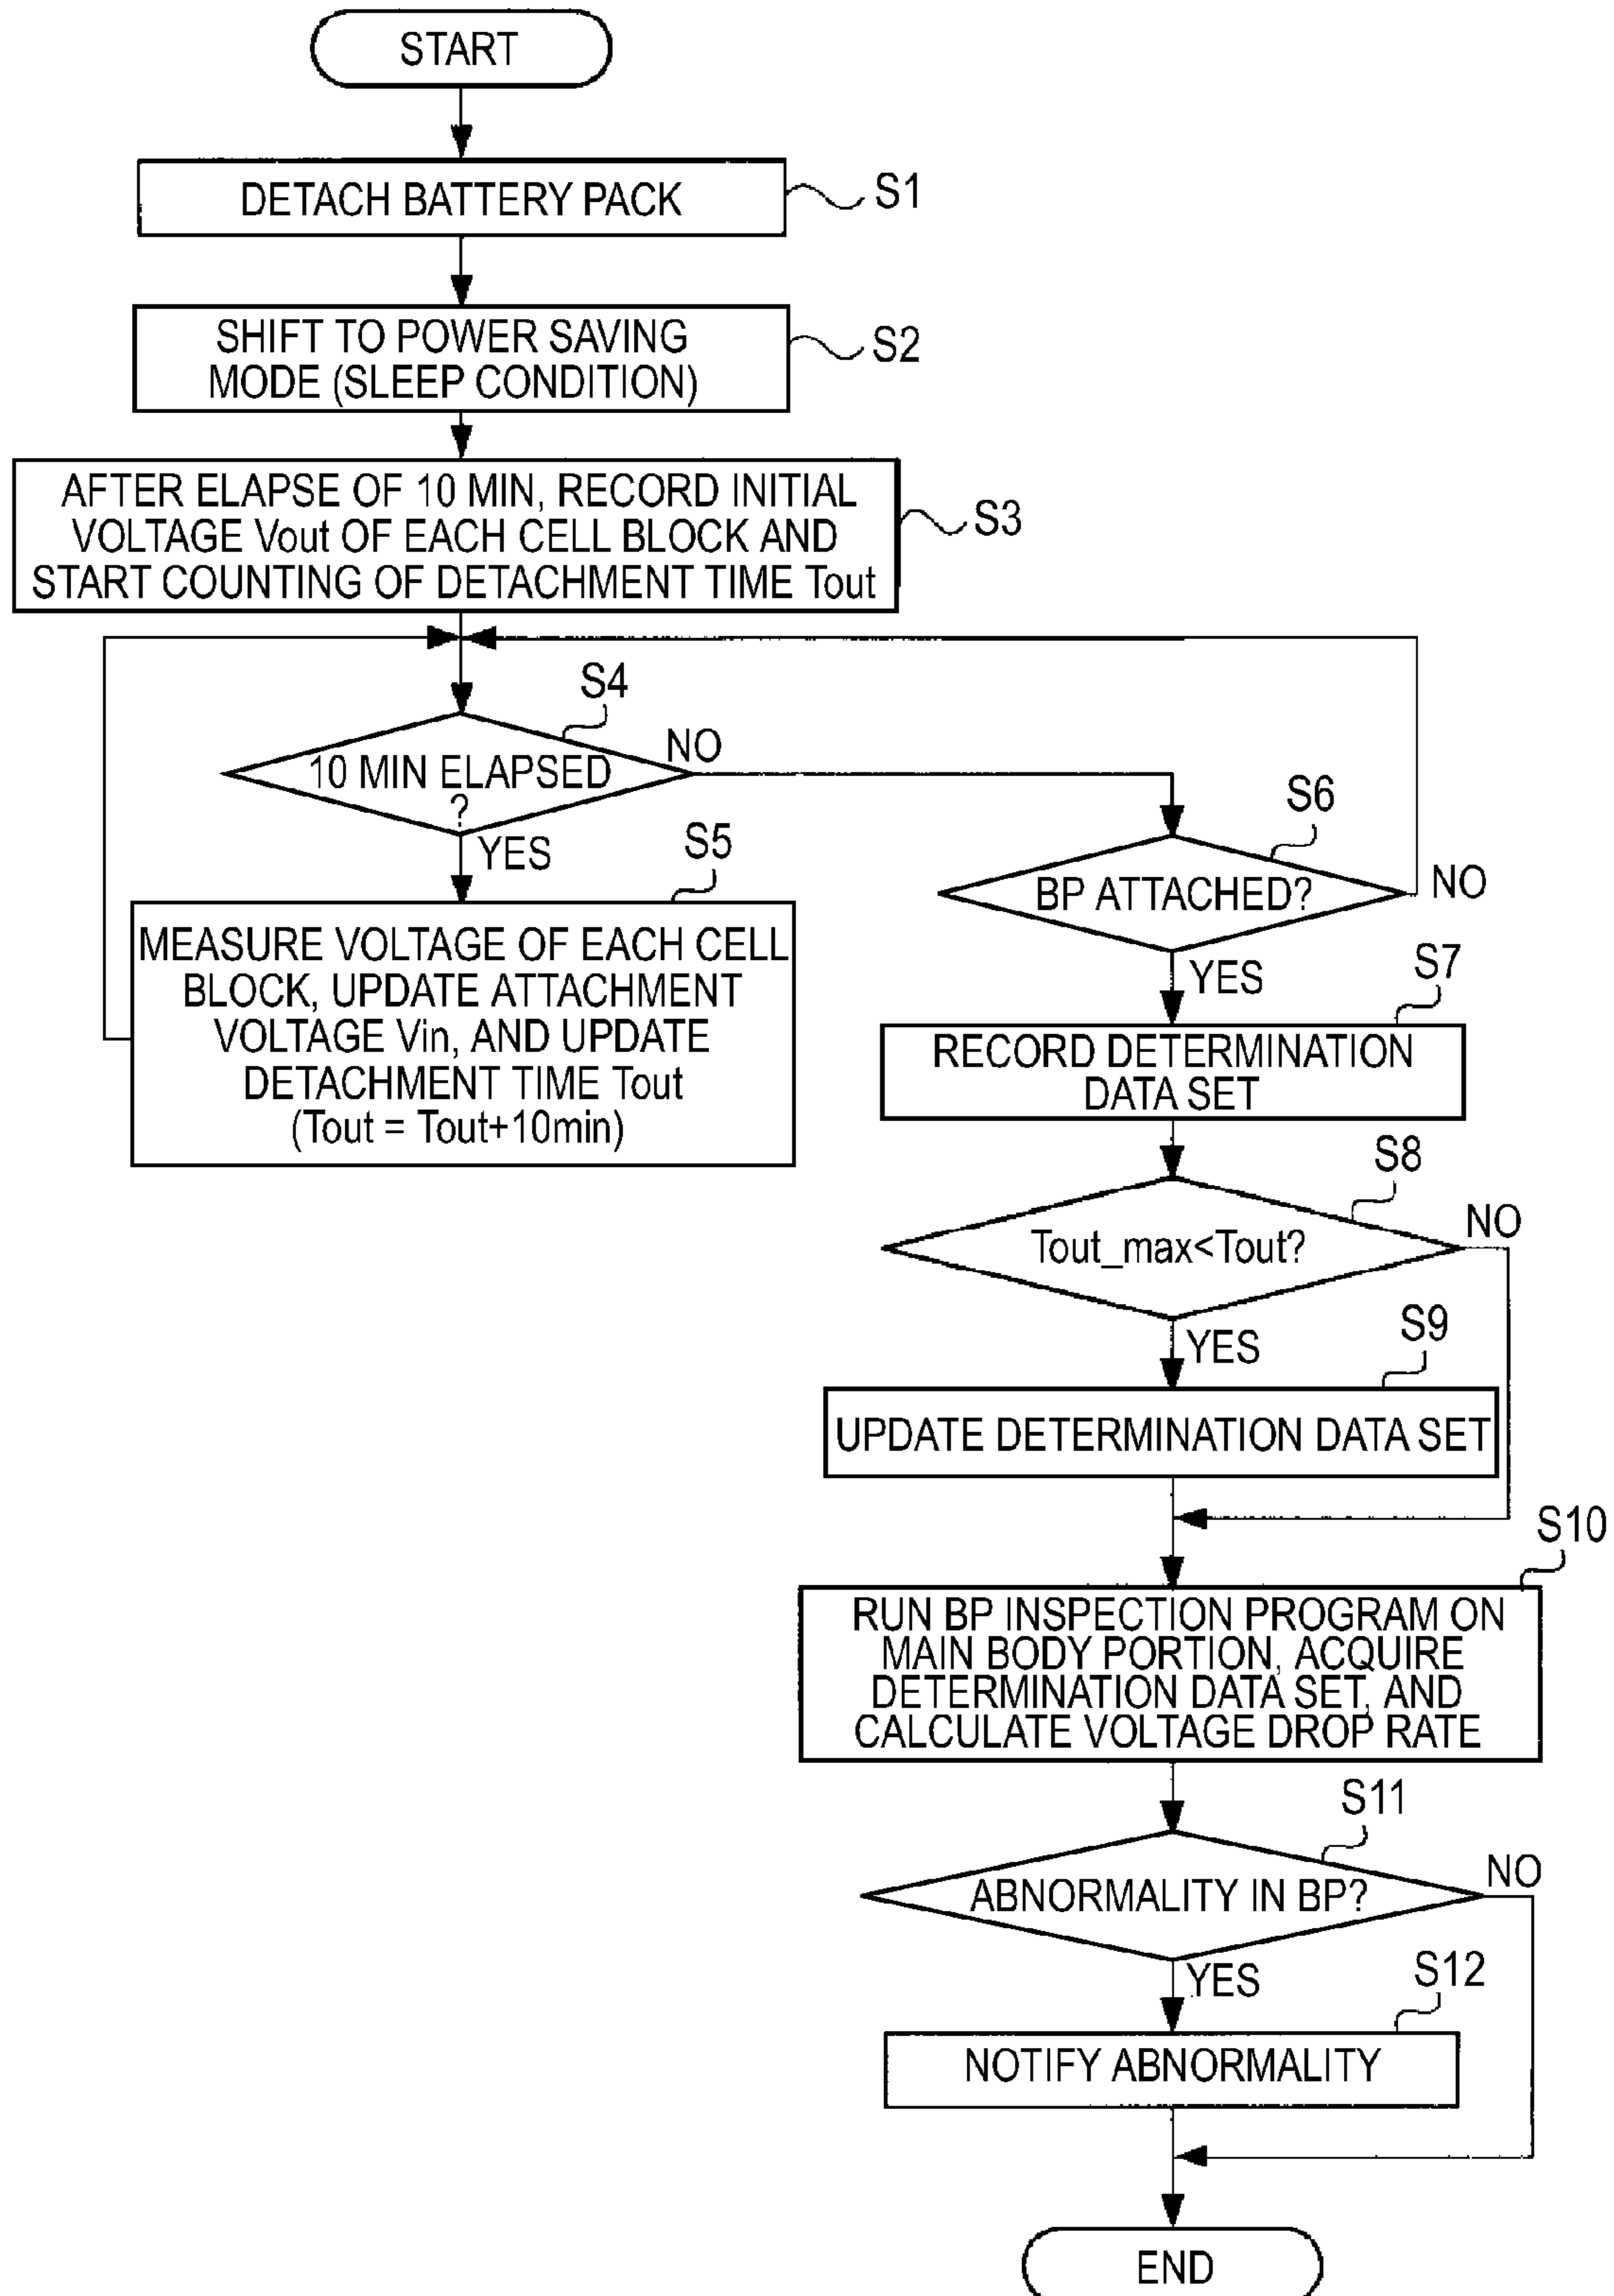 START
DETACH BATTERY PACK
S1
SHIFT TO POWER SAVING
MODE (SLEEP CONDITION)
S2
AFTER ELAPSE OF 10 MIN, RECORD INITIAL
VOLTAGE Vout OF EACH CELL BLOCK AND
START COUNTING OF DETACHMENT TIME Tout
S3
S4
10 MIN ELAPSED
?
NO
YES
S5
MEASURE VOLTAGE OF EACH CELL
BLOCK, UPDATE ATTACHMENT
VOLTAGE Vin, AND UPDATE
DETACHMENT TIME Tout
(Tout = Tout+10min)
S6
BP ATTACHED?
NO
YES
S7
RECORD DETERMINATION
DATA SET
S8
Tout_max<Tout?
NO
YES
S9
UPDATE DETERMINATION DATA SET
S10
RUN BP INSPECTION PROGRAM ON
MAIN BODY PORTION, ACQUIRE
DETERMINATION DATA SET, AND
CALCULATE VOLTAGE DROP RATE
S11
ABNORMALITY IN BP?
NO
YES
S12
NOTIFY ABNORMALITY
END